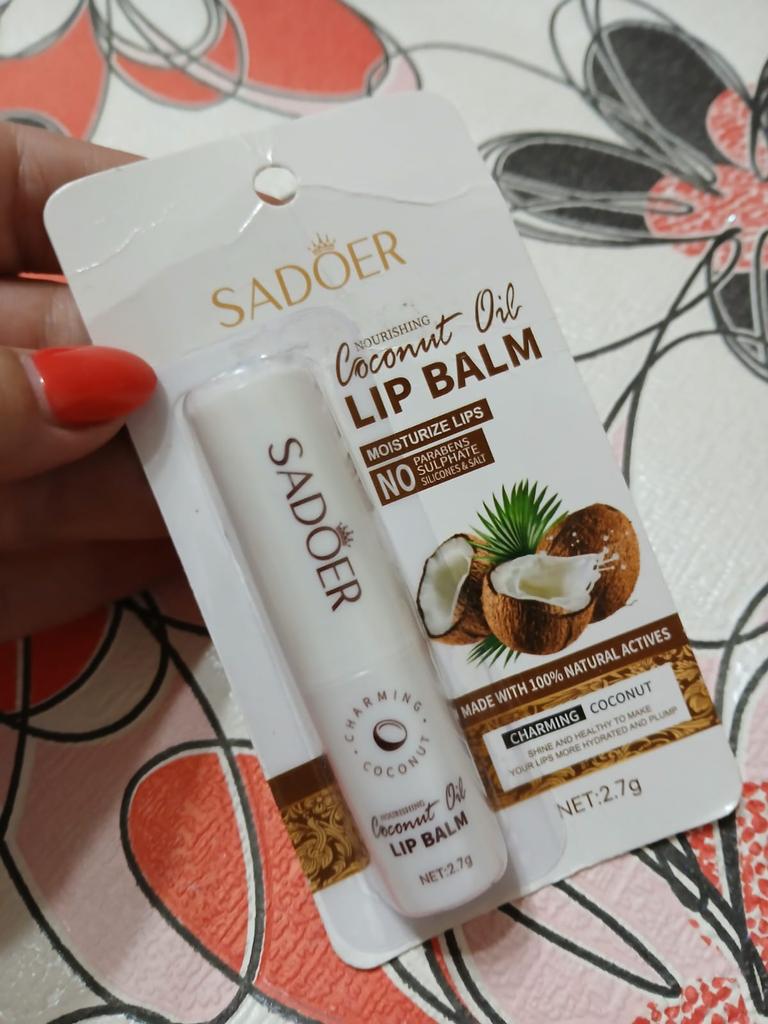 SADOER
NOURISHING
Coconut Oil
LIP BALM
MOISTURIZE LIPS
NO PARABENS
SULPHATE
SILICONES & SALT
MADE WITH 100% NATURAL ACTIVES
CHARMING COCONUT
SHINE AND HEALTHY TO MAKE
YOUR LIPS MORE HYDRATED AND PLUMP
NET:2.7g
SADOER
CHARMING
COCONUT
NOURISHING
Coconut Oil
LIP BALM
NET:2.7g